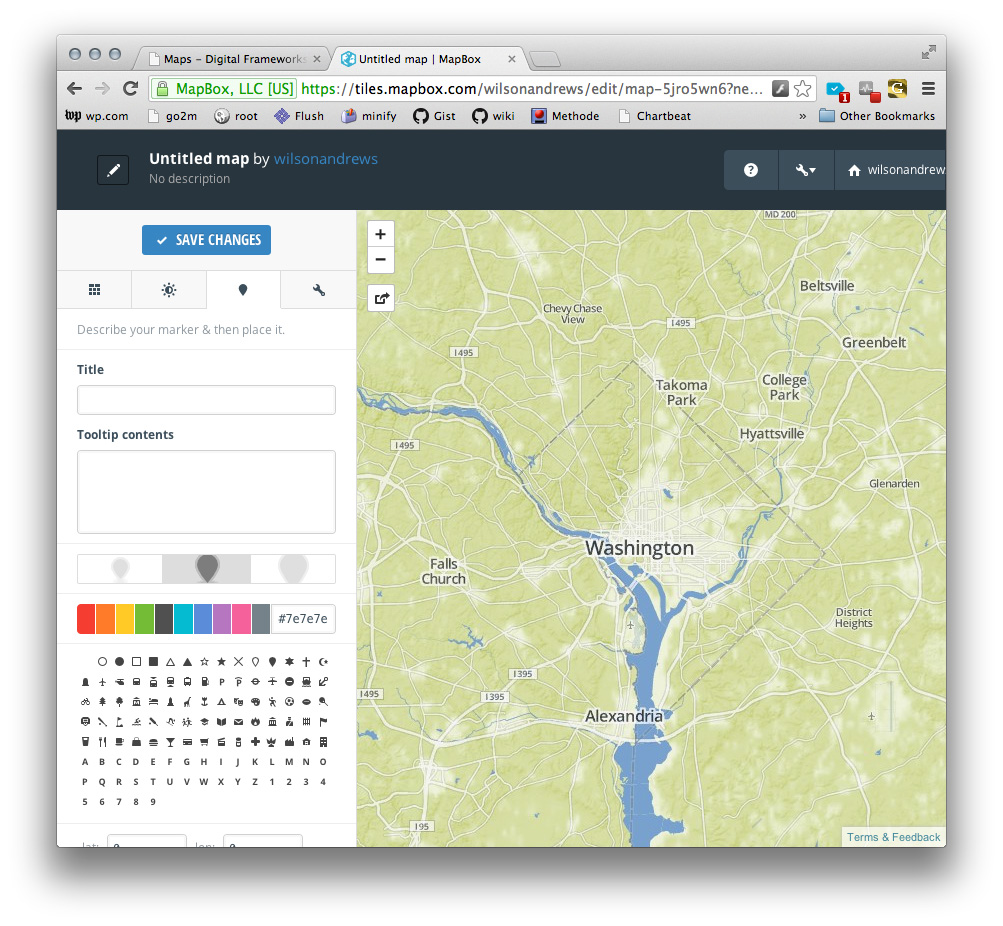 Maps – Digital Frameworks
Untitled map | MapBox
MapBox, LLC [US] https://tiles.mapbox.com/wilsonandrews/edit/map-5jro5wn6?ne...
wp wp.com go2m root Flush minify Gist wiki Methode Chartbeat » Other Bookmarks
Untitled map by wilsonandrews
No description
wilsonandrew
SAVE CHANGES
Describe your marker & then place it.
Title
Tooltip contents
#7e7e7e
A B C D E F G H I J K L M N O
P Q R S T U V W X Y Z 1 2 3 4
5 6 7 8 9
lat: lon:
MD 200
Beltsville
Chevy Chase
View
I495
Greenbelt
I495
Takoma
Park
College
Park
Hyattsville
I495
Glenarden
Washington
Falls
Church
District
Heights
I395
I495
I395
Alexandria
I95
Terms & Feedback